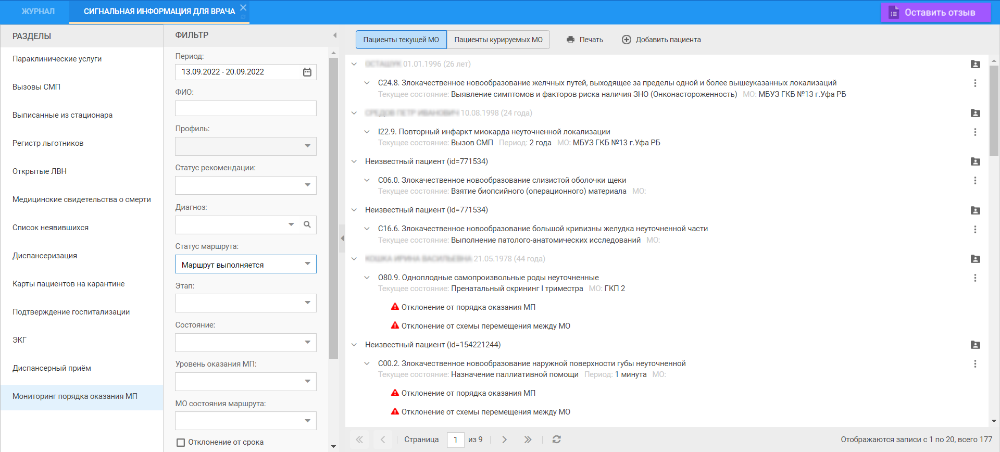 ЖУРНАЛ
СИГНАЛЬНАЯ ИНФОРМАЦИЯ ДЛЯ ВРАЧА
Оставить отзыв
РАЗДЕЛЫ
Параклинические услуги
Вызовы СМП
Выписанные из стационара
Регистр льготников
Открытые ЛВН
Медицинские свидетельства о смерти
Список неявившихся
Диспансеризация
Карты пациентов на карантине
Подтверждение госпитализации
ЭКГ
Диспансерный приём
Мониторинг порядка оказания МП
ФИЛЬТР
Период:
13.09.2022 - 20.09.2022
ФИО:
Профиль:
Статус рекомендации:
Диагноз:
Статус маршрута:
Маршрут выполняется
Этап:
Состояние:
Уровень оказания МП:
МО состояния маршрута:
Отклонение от срока
Пациенты текущей МО
Пациенты курируемых МО
Печать
Добавить пациента
01.01.1996 (26 лет)
C24.8. Злокачественное новообразование желчных путей, выходящее за пределы одной и более вышеуказанных локализаций
Текущее состояние: Выявление симптомов и факторов риска наличия ЗНО (Онконастороженность) МО: МБУЗ ГКБ №13 г.Уфа РБ
10.08.1998 (24 года)
I22.9. Повторный инфаркт миокарда неуточненной локализации
Текущее состояние: Вызов СМП Период: 2 года МО: МБУЗ ГКБ №13 г.Уфа РБ
Неизвестный пациент (id=771534)
C06.0. Злокачественное новообразование слизистой оболочки щеки
Текущее состояние: Взятие биопсийного (операционного) материала МО:
Неизвестный пациент (id=771534)
C16.6. Злокачественное новообразование большой кривизны желудка неуточненной части
Текущее состояние: Выполнение патолого-анатомических исследований МО:
21.05.1978 (44 года)
O80.9. Одноплодные самопроизвольные роды неуточненные
Текущее состояние: Пренатальный скрининг I триместра МО: ГКП 2
Отклонение от порядка оказания МП
Отклонение от схемы перемещения между МО
Неизвестный пациент (id=154221244)
C00.2. Злокачественное новообразование наружной поверхности губы неуточненной
Текущее состояние: Назначение паллиативной помощи Период: 1 минута МО:
Отклонение от порядка оказания МП
Отклонение от схемы перемещения между МО
Страница 1 из 9
Отображаются записи с 1 по 20, всего 177